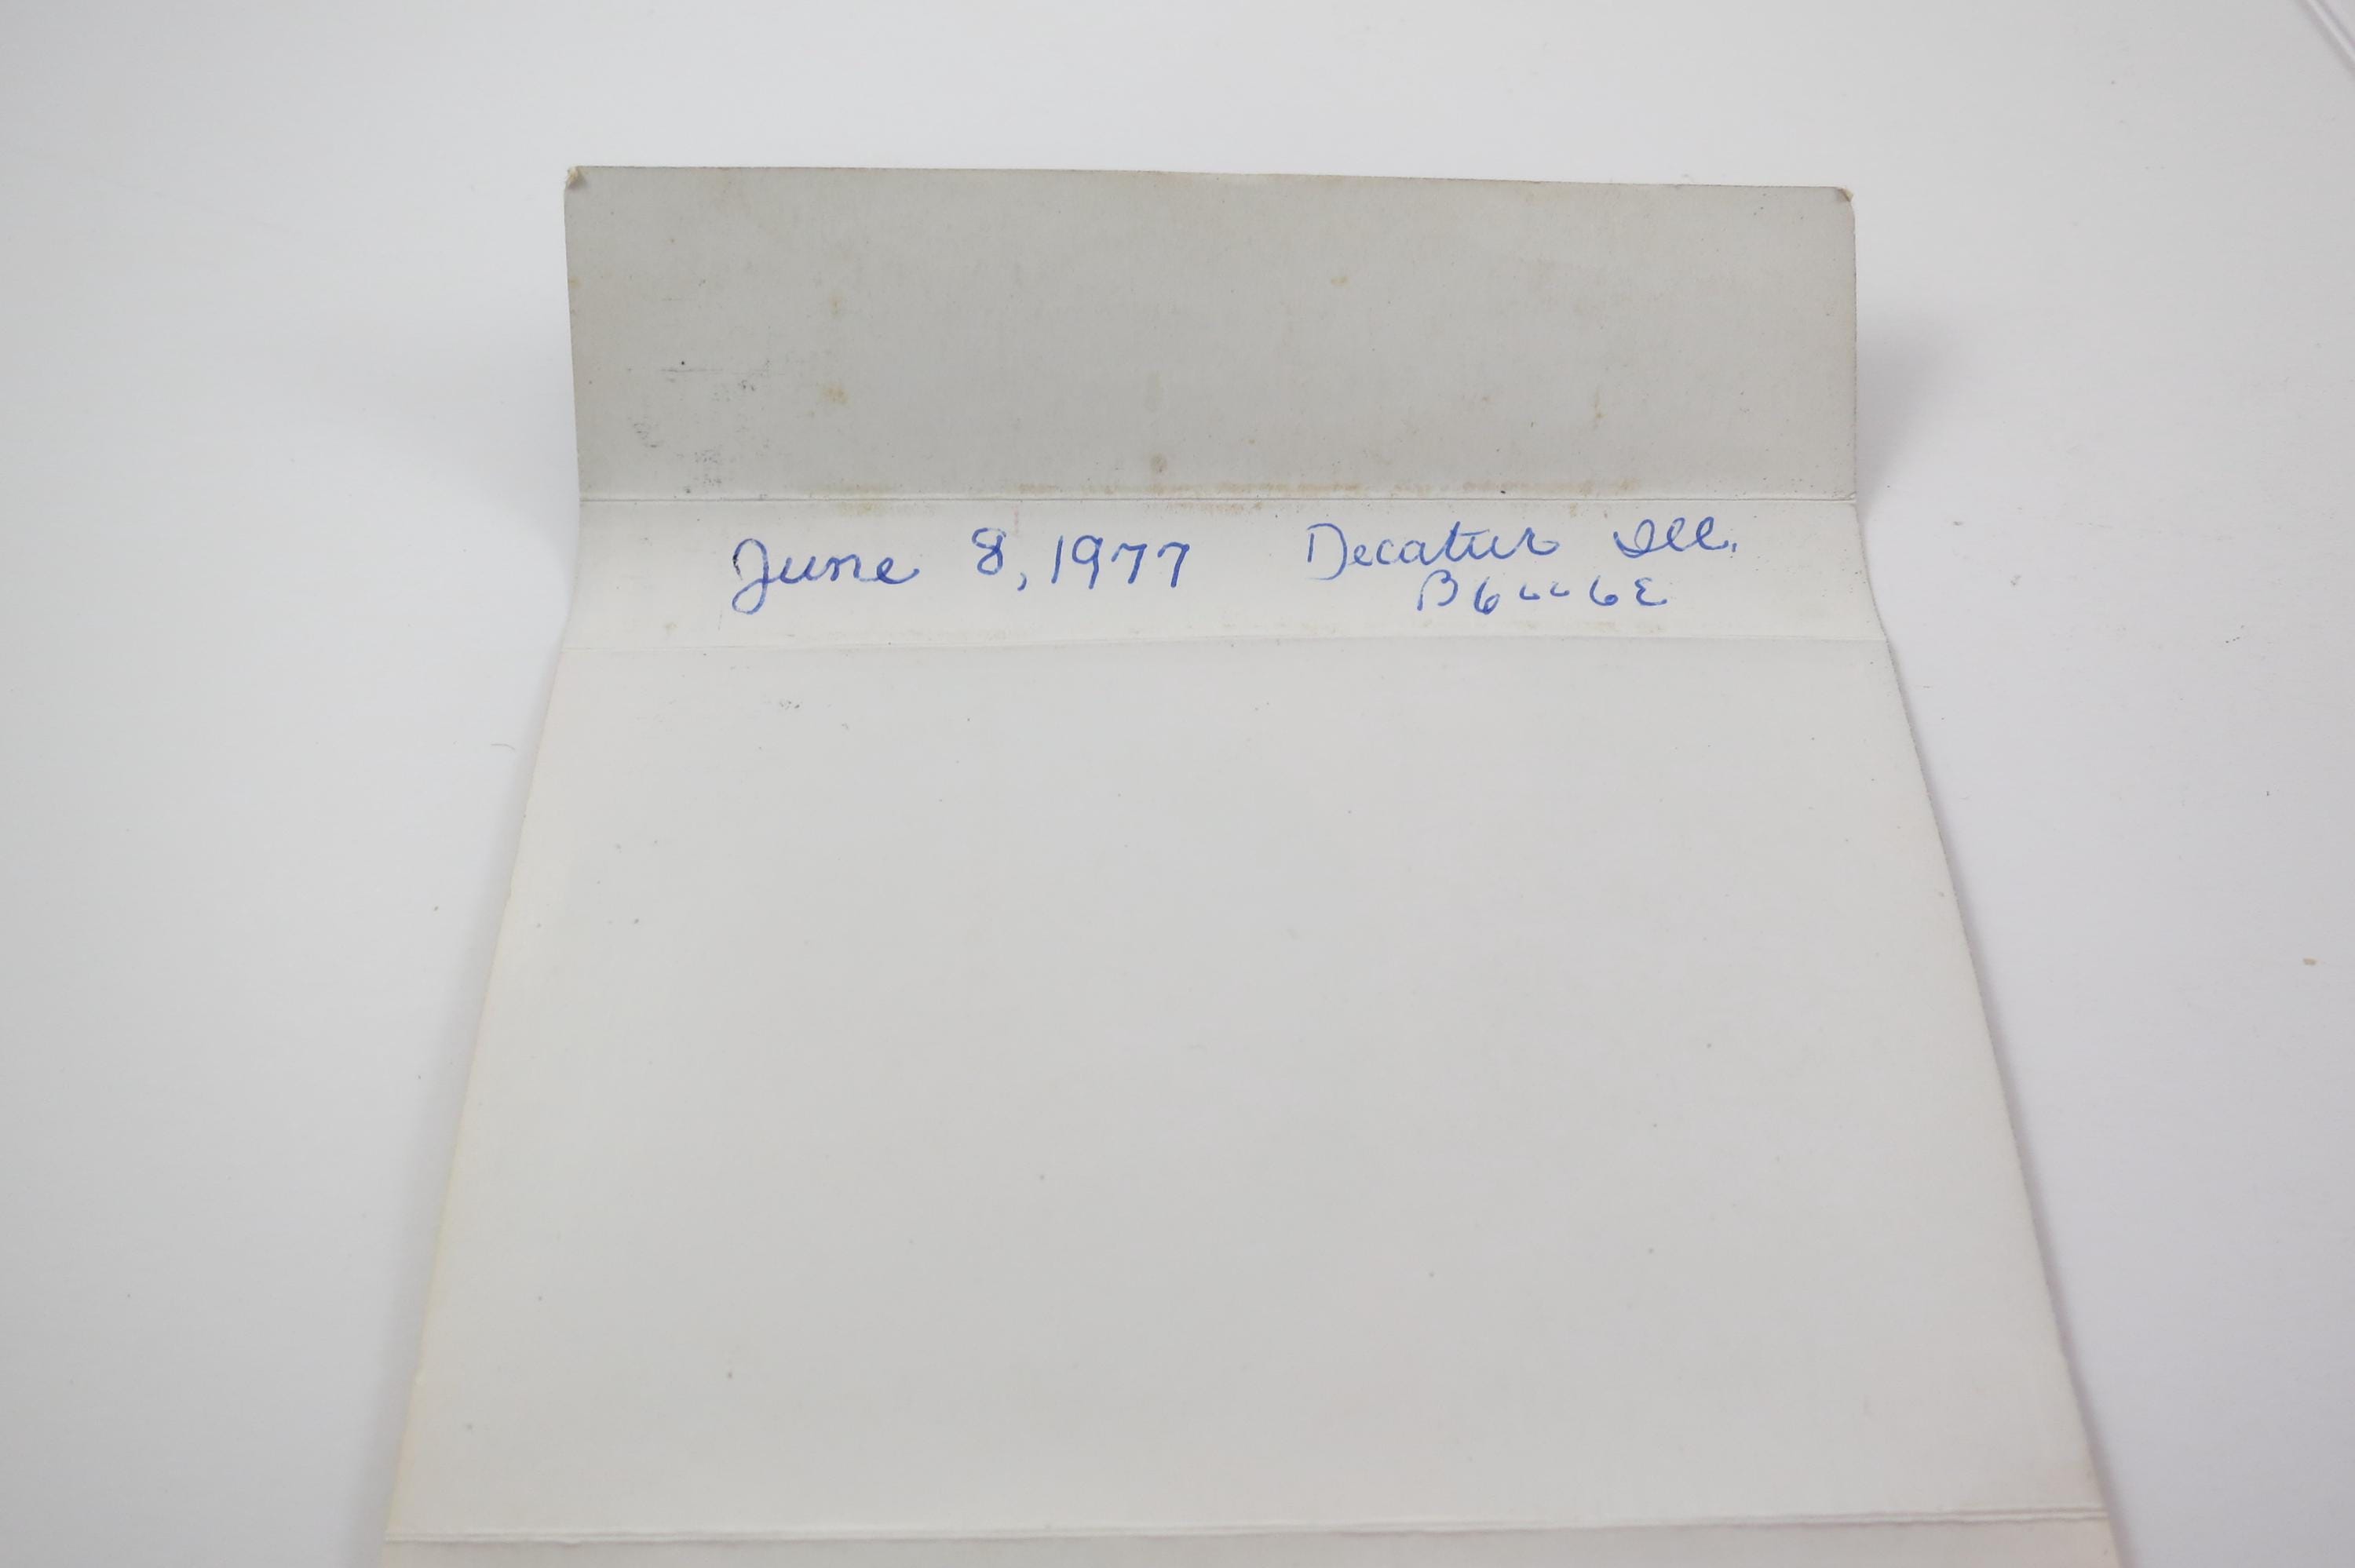 June 8, 1977 Decatur Ill.